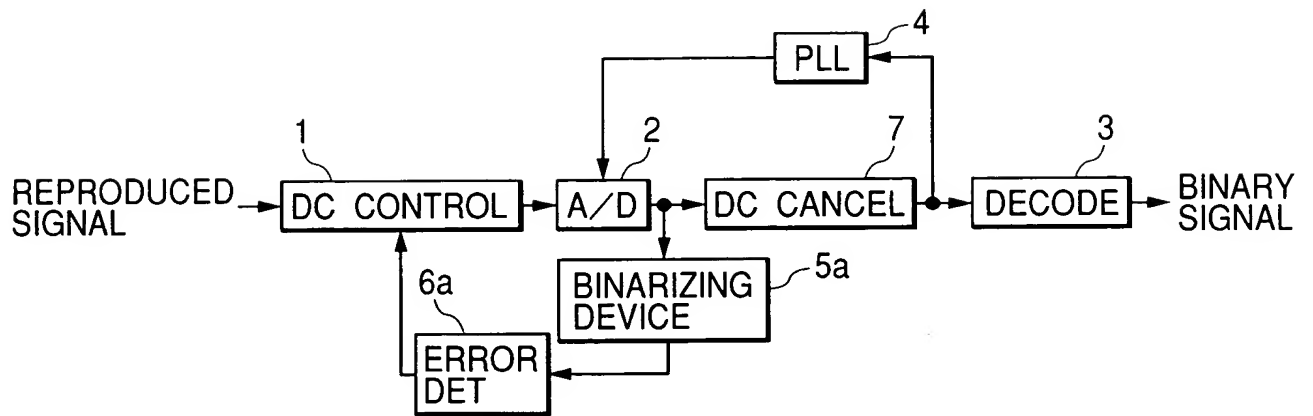 4
PLL
1
2
7
3
REPRODUCED
SIGNAL
DC CONTROL
A/D
DC CANCEL
DECODE
BINARY
SIGNAL
6a
BINARIZING
DEVICE
5a
ERROR
DET